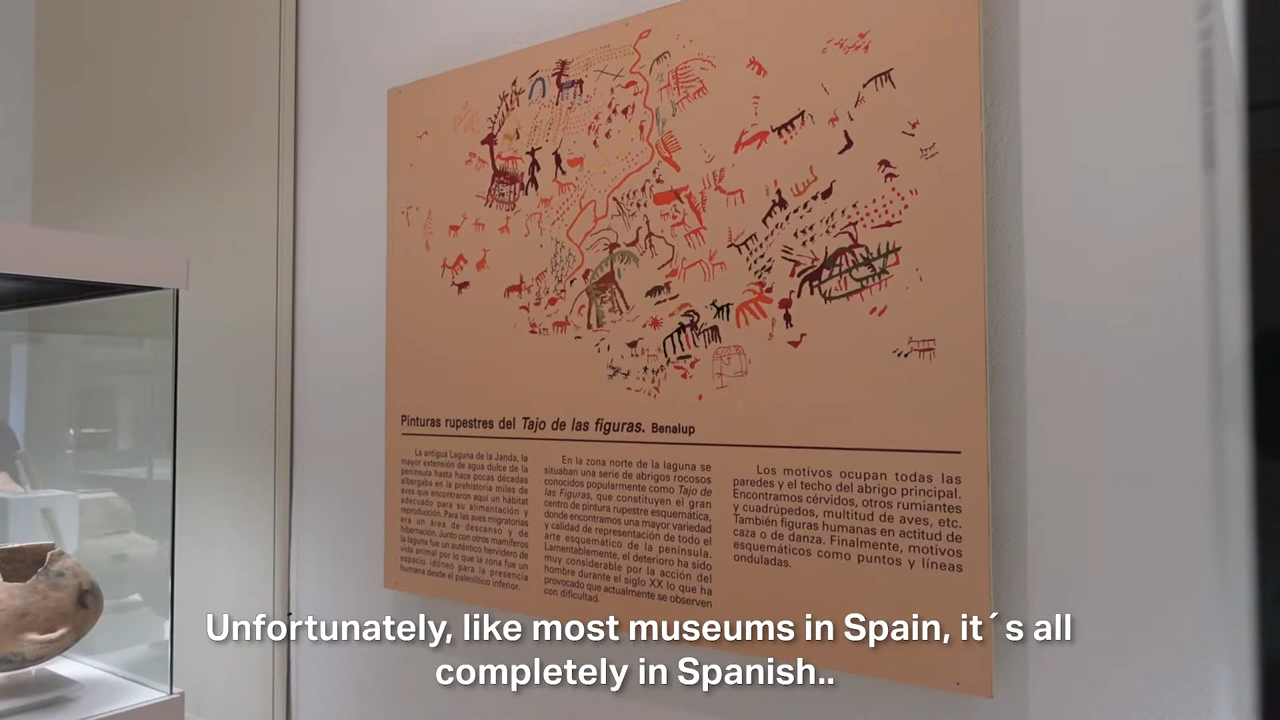 Pinturas rupestres del Tajo de las figuras. Benalup
La antigua Laguna de la Janda, la
mayor extensión de agua dulce de la
península hasta hace pocas décadas
albergaba en la prehistoria miles de
aves que encontraron aquí un hábitat
adecuado para su alimentación y
reproducción. Para las aves migratorias
era un área de descanso y de
hibernación. Junto con otros mamíferos
la laguna fue un auténtico hervidero de
vida animal por lo que la zona fue un
espacio idóneo para la presencia
humana desde el paleolítico inferior.
En la zona norte de la laguna se
situaban una serie de abrigos rocosos
conocidos popularmente como Tajo de
las Figuras, que constituyen el gran
centro de pintura rupestre esquemática,
donde encontramos una mayor variedad
y calidad de representación de todo el
arte esquemático de la península.
Lamentablemente, el deterioro ha sido
muy considerable por la acción del
hombre durante el siglo XX lo que ha
provocado que actualmente se observen
con dificultad.
Los motivos ocupan todas las
paredes y el techo del abrigo principal.
Encontramos cérvidos, otros rumiantes
y cuadrúpedos, multitud de aves, etc.
También figuras humanas en actitud de
caza o de danza. Finalmente, motivos
esquemáticos como puntos y líneas
onduladas.
Unfortunately, like most museums in Spain, it´s all
completely in Spanish..